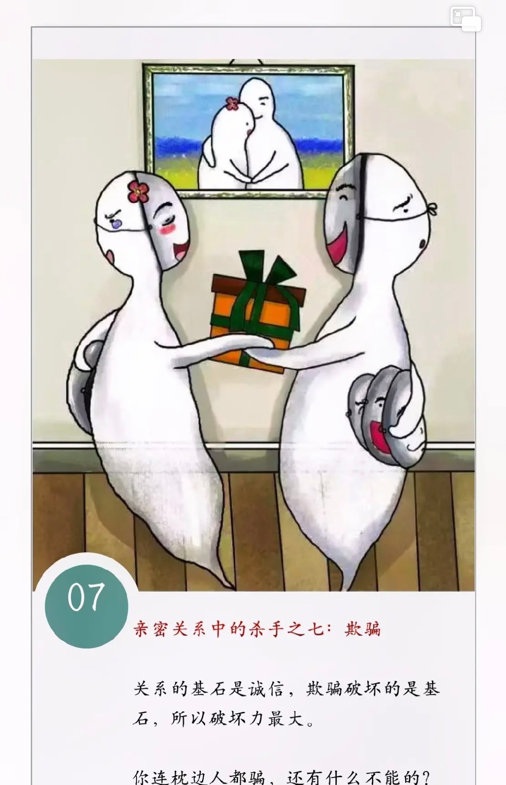 07
亲密关系中的杀手之七：欺骗
关系的基石是诚信，欺骗破坏的是基
石，所以破坏力最大。
你连枕边人都骗，还有什么不能的？